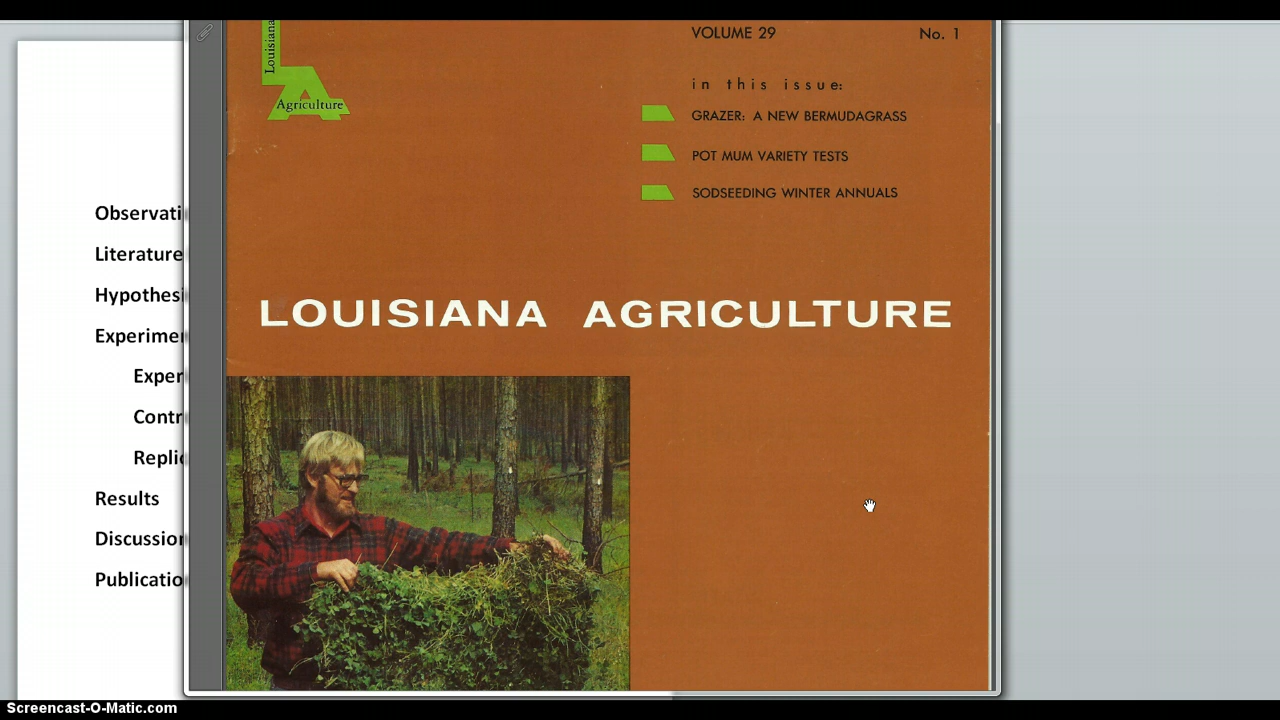 Louisiana
Agriculture
VOLUME 29
No. 1
in this issue:
GRAZER: A NEW BERMUDAGRASS
POT MUM VARIETY TESTS
SODSEEDING WINTER ANNUALS
LOUISIANA AGRICULTURE
Observati
Literature
Hypothesi
Experimen
Exper
Contr
Replic
Results
Discussion
Publicatio
Screencast-O-Matic.com